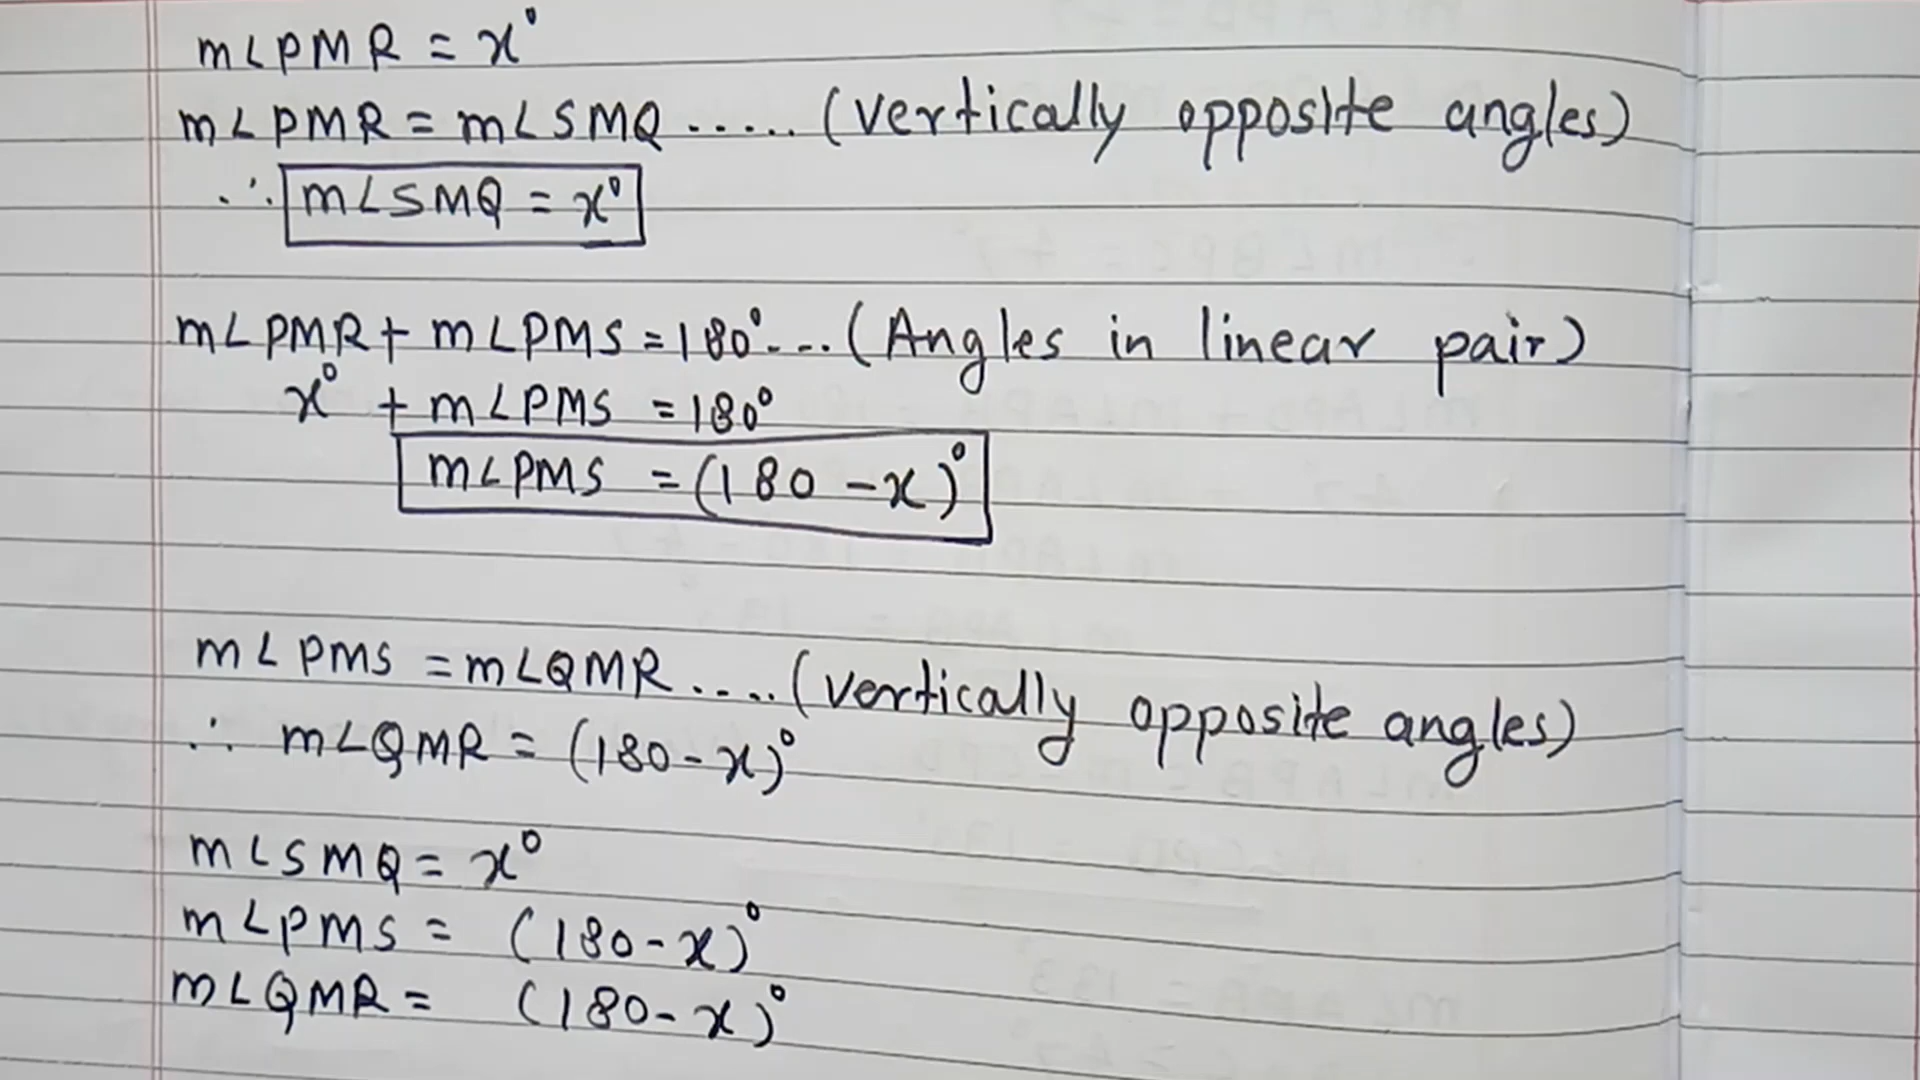 m∠PMR = x°
m∠PMR = m∠SMQ ..... (vertically opposite angles)
∴ m∠SMQ = x°
m∠PMR + m∠PMS = 180° ... (Angles in linear pair)
x° + m∠PMS = 180°
m∠PMS = (180 - x)°
m∠PMS = m∠QMR .... (vertically opposite angles)
∴ m∠QMR = (180 - x)°
m∠SMQ = x°
m∠PMS = (180 - x)°
m∠QMR = (180 - x)°